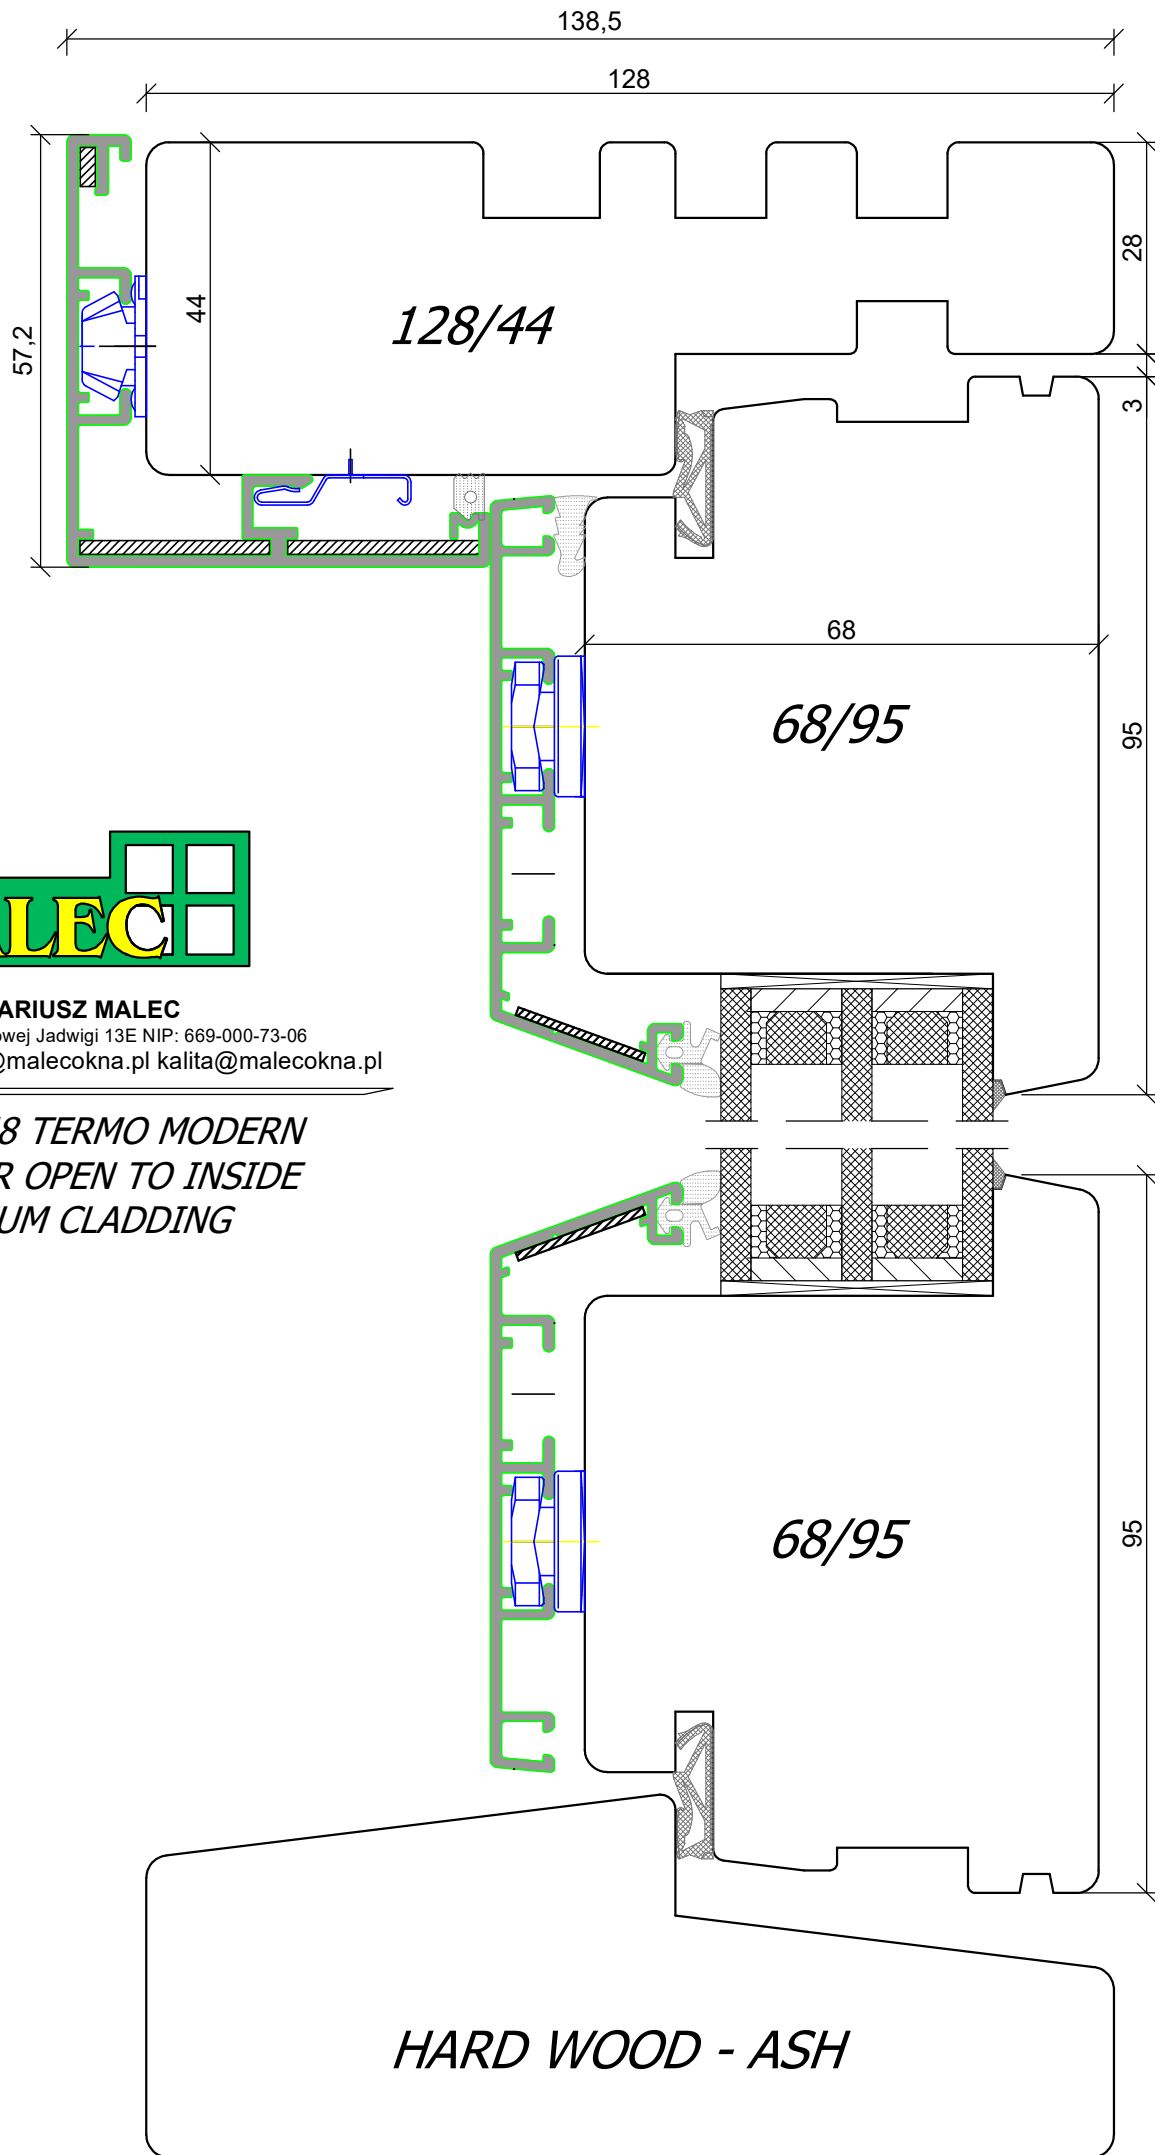 138,5
128
28
44
128/44
57,2
3
68
68/95
95
ALEC
ARIUSZ MALEC
owej Jadwigi 13E NIP: 669-000-73-06
@malecokna.pl kalita@malecokna.pl
8 TERMO MODERN
R OPEN TO INSIDE
UM CLADDING
68/95
95
HARD WOOD - ASH